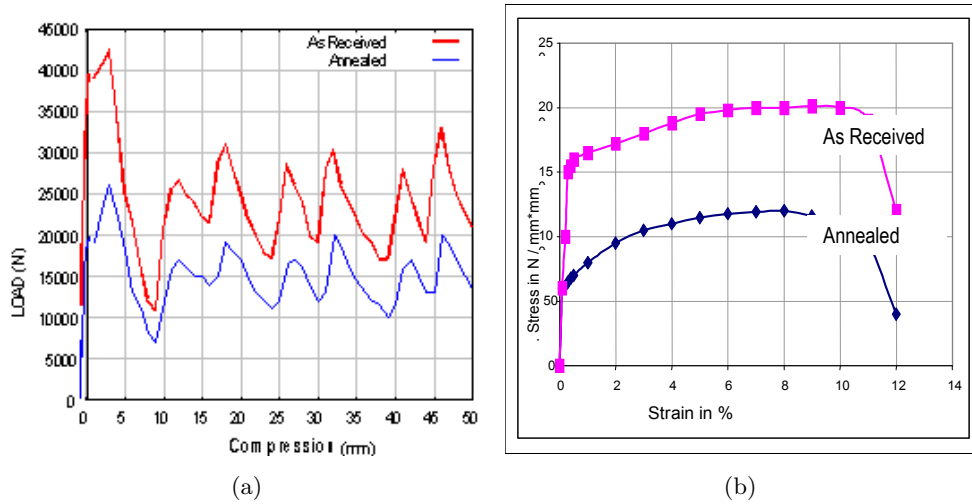 As Received
Annealed
45000
40000
35000
30000
25000
20000
15000
10000
5000
0
LOAD (N)
0 5 10 15 20 25 30 35 40 45 50
Compression (mm)
(a)
25
20
15
10
50
0
Stress in N / mm*mm
As Received
Annealed
0 2 4 6 8 10 12 14
Strain in %
(b)